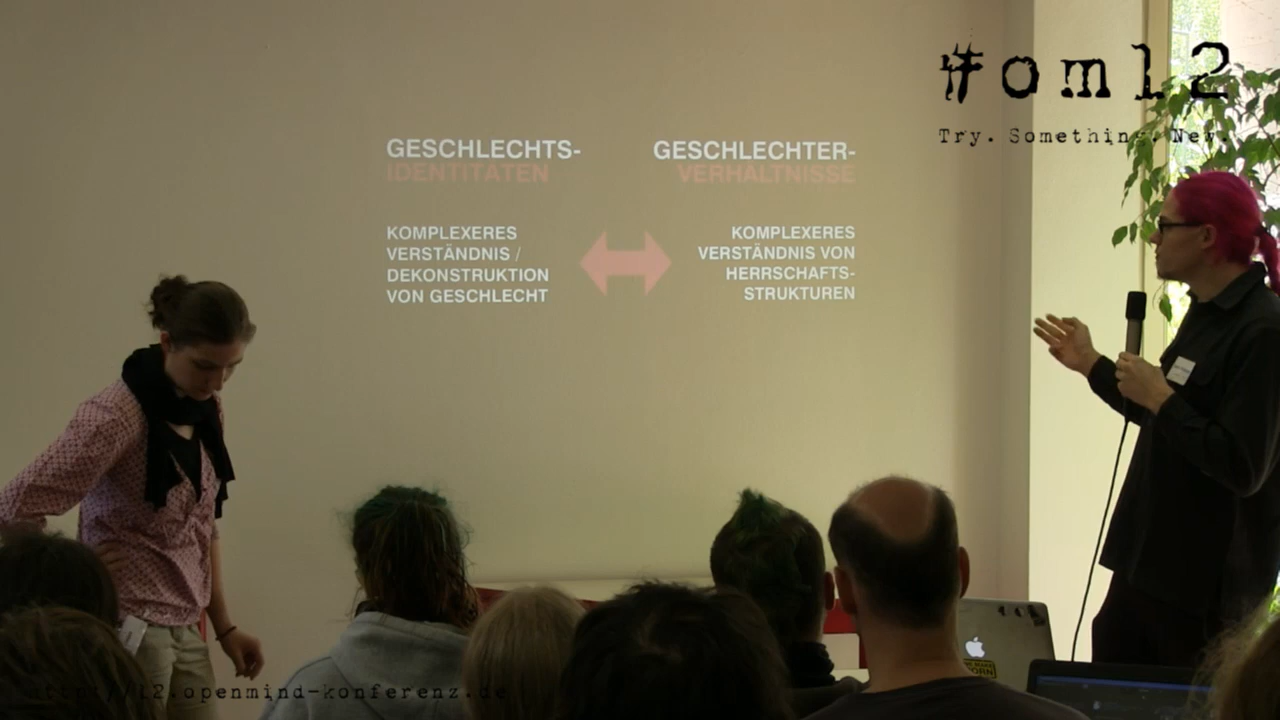 #om12
Try. Something. New.
GESCHLECHTS-
IDENTITÄTEN
KOMPLEXERES
VERSTÄNDNIS /
DEKONSTRUKTION
VON GESCHLECHT
GESCHLECHTER-
VERHÄLTNISSE
KOMPLEXERES
VERSTÄNDNIS VON
HERRSCHAFTS-
STRUKTUREN
http://12.openmind-konferenz.de